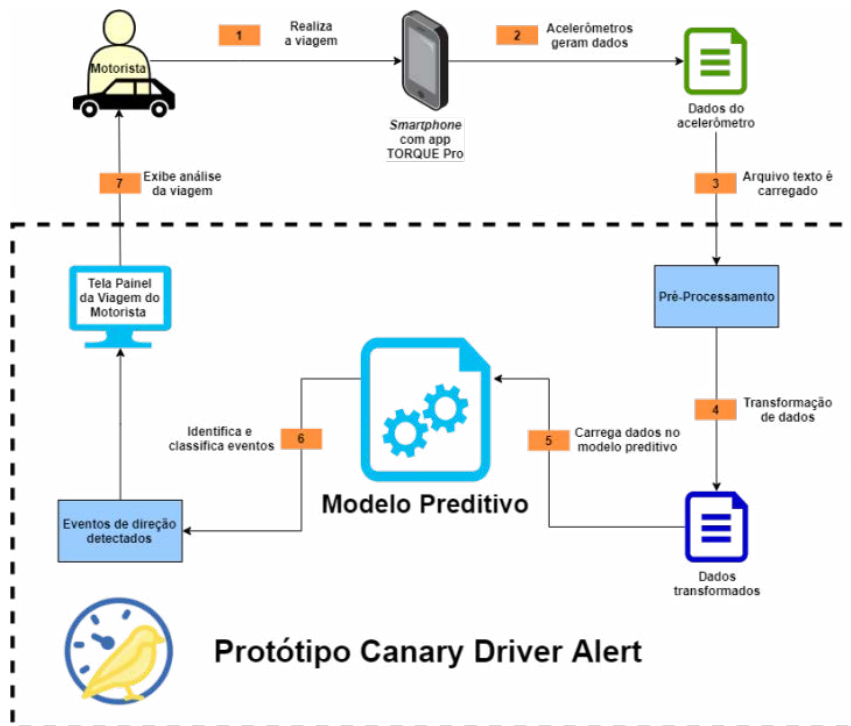 1
Realiza
a viagem
2
Acelerômetros
geram dados
Motorista
Smartphone
com app
TORQUE Pro
Dados do
acelerômetro
7
Exibe análise
da viagem
3
Arquivo texto é
carregado
Tela Painel
da Viagem do
Motorista
Pré-Processamento
4
Transformação
de dados
Identifica e
classifica eventos
6
5
Carrega dados no
modelo preditivo
Modelo Preditivo
Eventos de direção
detectados
Dados
transformados
Protótipo Canary Driver Alert